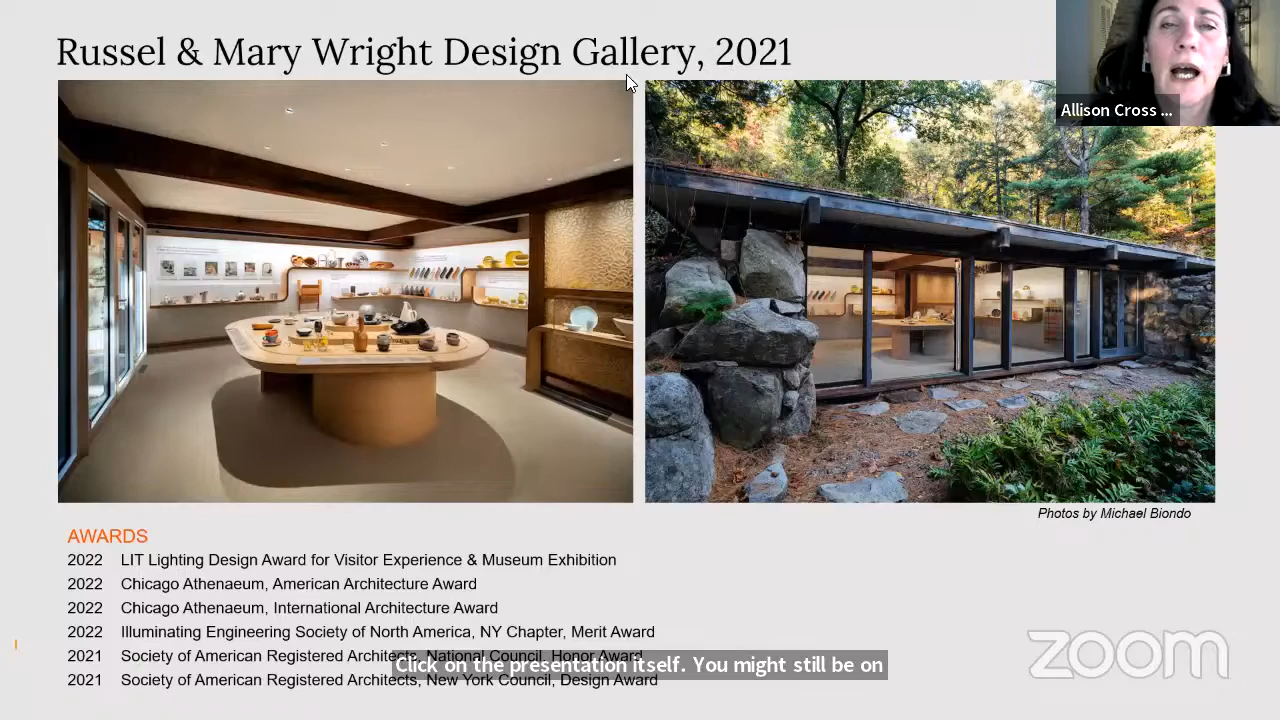 Russel & Mary Wright Design Gallery, 2021
Allison Cross ...
Photos by Michael Biondo
AWARDS
2022 LIT Lighting Design Award for Visitor Experience & Museum Exhibition
2022 Chicago Athenaeum, American Architecture Award
2022 Chicago Athenaeum, International Architecture Award
2022 Illuminating Engineering Society of North America, NY Chapter, Merit Award
2021 Society of American Registered Architects, National Council, Honor Award
Click on the presentation itself. You might still be on
2021 Society of American Registered Architects, New York Council, Design Award
zoom